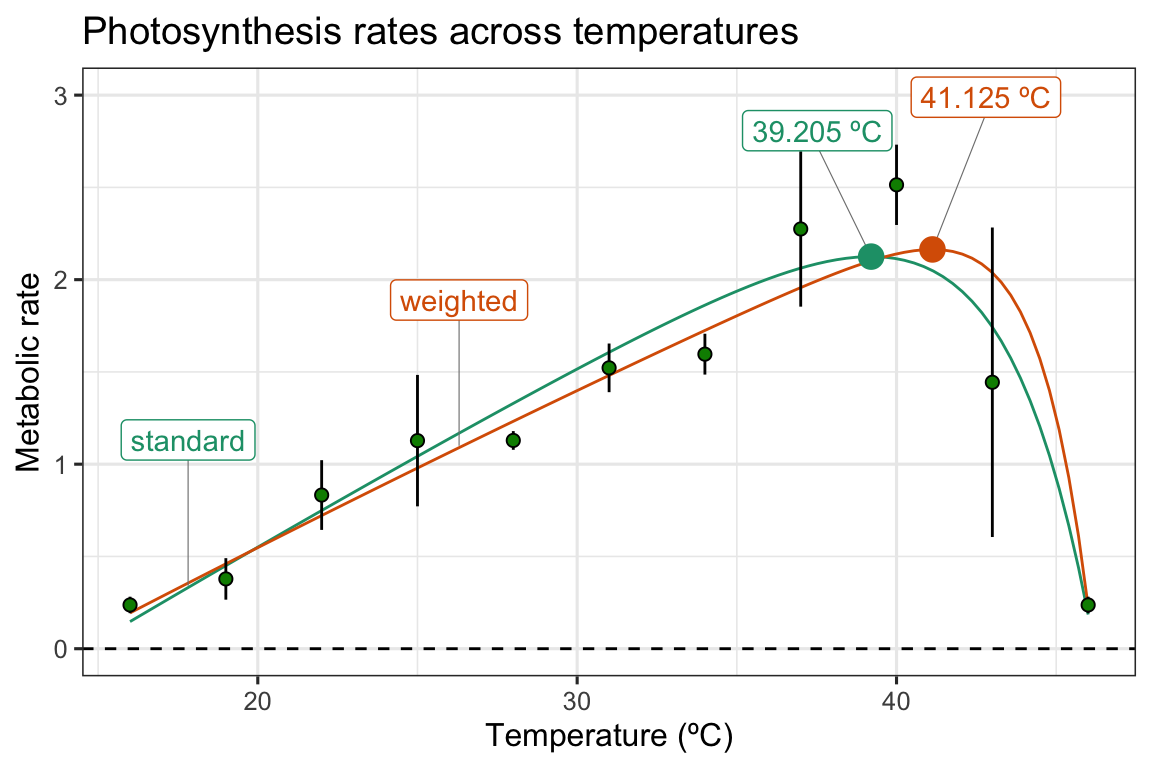 Photosynthesis rates across temperatures
3
41.125 ºC
39.205 ºC
2
weighted
standard
1
0
Metabolic rate
20
30
40
Temperature (ºC)